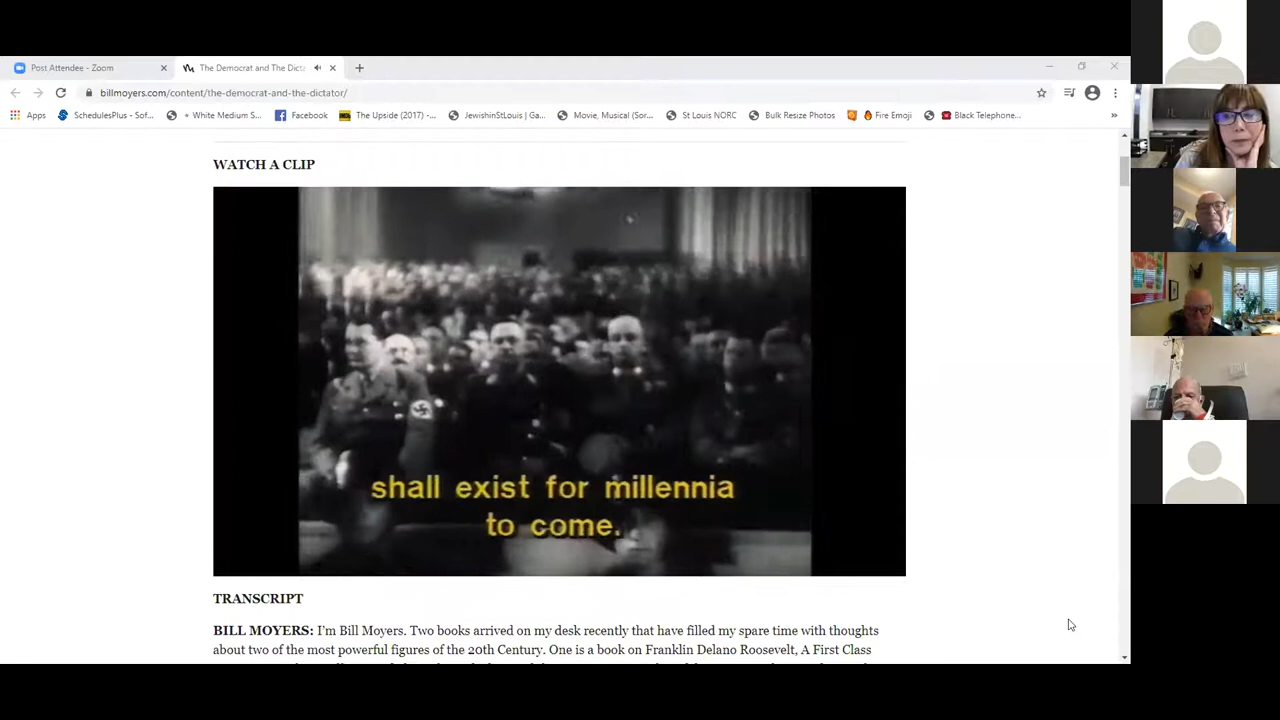 Post Attendee - Zoom
The Democrat and The Dicta
billmoyers.com/content/the-democrat-and-the-dictator/
Apps
SchedulesPlus - Sof...
+ White Medium S...
Facebook
The Upside (2017) -...
JewishinStLouis | Ga...
Movie, Musical (Sor...
St Louis NORC
Bulk Resize Photos
Fire Emoji
Black Telephone...
WATCH A CLIP
shall exist for millennia
to come.
TRANSCRIPT
BILL MOYERS: I'm Bill Moyers. Two books arrived on my desk recently that have filled my spare time with thoughts
about two of the most powerful figures of the 20th Century. One is a book on Franklin Delano Roosevelt, A First Class